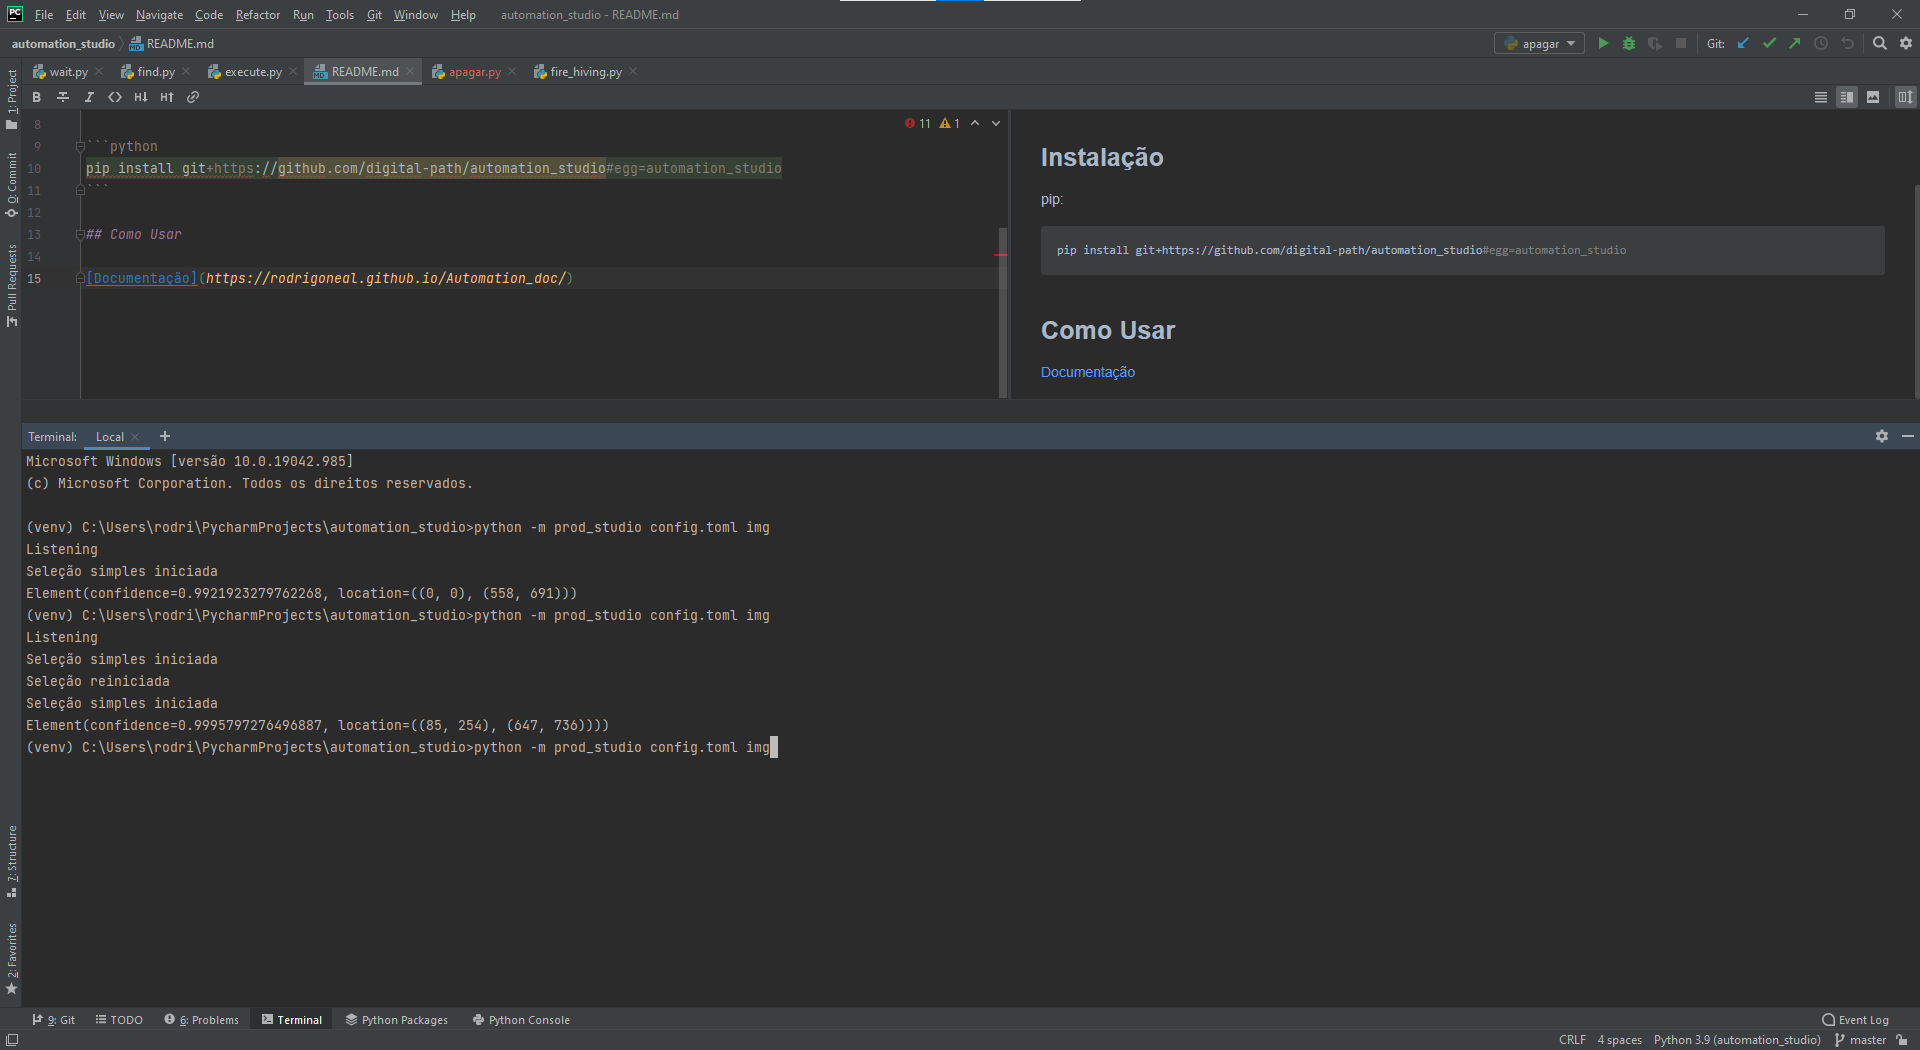 PC File Edit View Navigate Code Refactor Run Tools Git Window Help automation_studio - README.md
automation_studio README.md apagar Git:
wait.py find.py execute.py README.md apagar.py fire_hiving.py
B I H↓ H↑
1: Project
0: Commit
Pull Requests
7: Structure
2: Favorites
11 1
8
9 ```python
10 pip install git+https://github.com/digital-path/automation_studio#egg=automation_studio
11 ```
12
13 ## Como Usar
14
15 [Documentação](https://rodrigoneal.github.io/Automation_doc/)
Instalação
pip:
pip install git+https://github.com/digital-path/automation_studio#egg=automation_studio
Como Usar
Documentação
Terminal: Local
Microsoft Windows [versão 10.0.19042.985]
(c) Microsoft Corporation. Todos os direitos reservados.
(venv) C:\Users\rodri\PycharmProjects\automation_studio>python -m prod_studio config.toml img
Listening
Seleção simples iniciada
Element(confidence=0.9921923279762268, location=((0, 0), (558, 691)))
(venv) C:\Users\rodri\PycharmProjects\automation_studio>python -m prod_studio config.toml img
Listening
Seleção simples iniciada
Seleção reiniciada
Seleção simples iniciada
Element(confidence=0.9995797276496887, location=((85, 254), (647, 736))))
(venv) C:\Users\rodri\PycharmProjects\automation_studio>python -m prod_studio config.toml img
9: Git TODO 6: Problems Terminal Python Packages Python Console Event Log
CRLF 4 spaces Python 3.9 (automation_studio) master